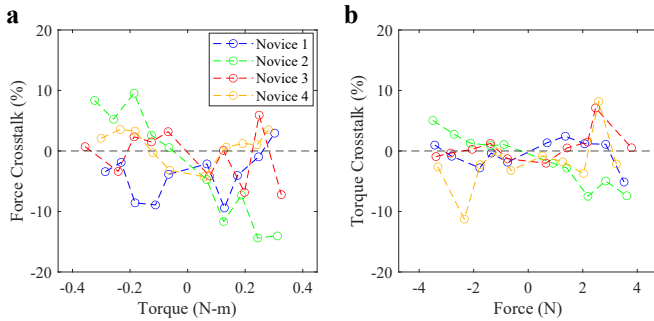 a
b
Force Crosstalk (%)
20
10
0
-10
-20
-0.4
-0.2
0
0.2
0.4
Torque (N-m)
Novice 1
Novice 2
Novice 3
Novice 4
Torque Crosstalk (%)
20
10
0
-10
-20
-4
-2
0
2
4
Force (N)